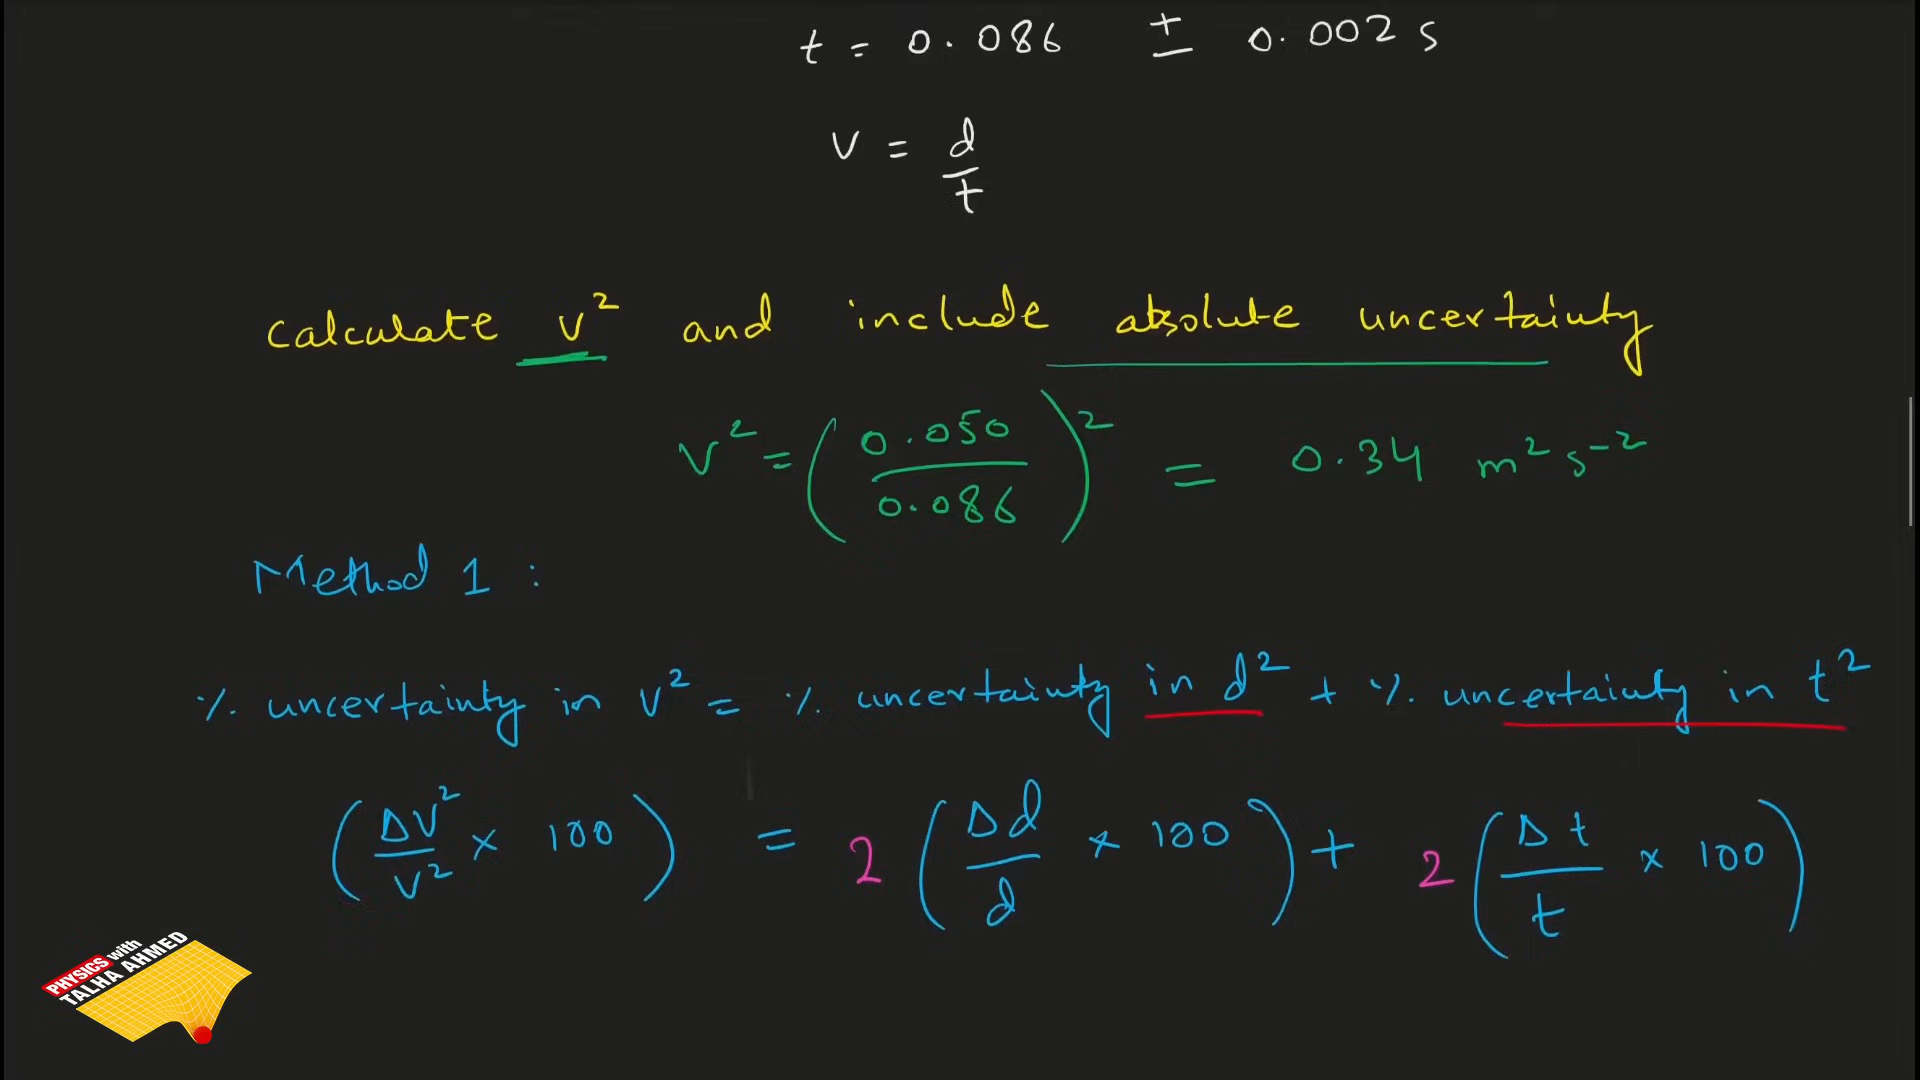 t = 0.086 ± 0.002 s
v = d/t
calculate v² and include absolute uncertainty
v² = (0.050/0.086)² = 0.34 m² s⁻²
Method 1 :
% uncertainty in v² = % uncertainty in d² + % uncertainty in t²
(Δv²/v² × 100) = 2 (Δd/d × 100) + 2 (Δt/t × 100)
PHYSICS with
TALHA AHMED